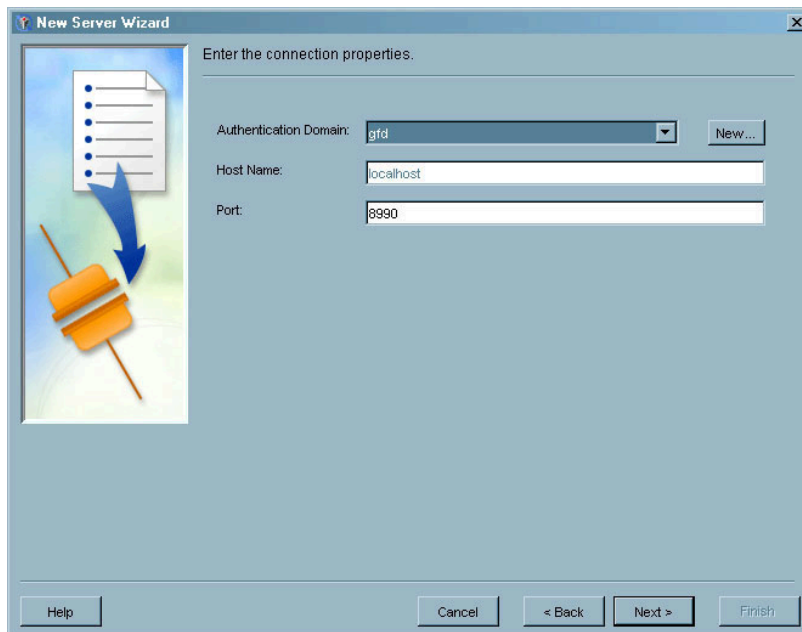 New Server Wizard
Enter the connection properties.
Authentication Domain: gfd New...
Host Name: localhost
Port: 8990
Help Cancel < Back Next > Finish